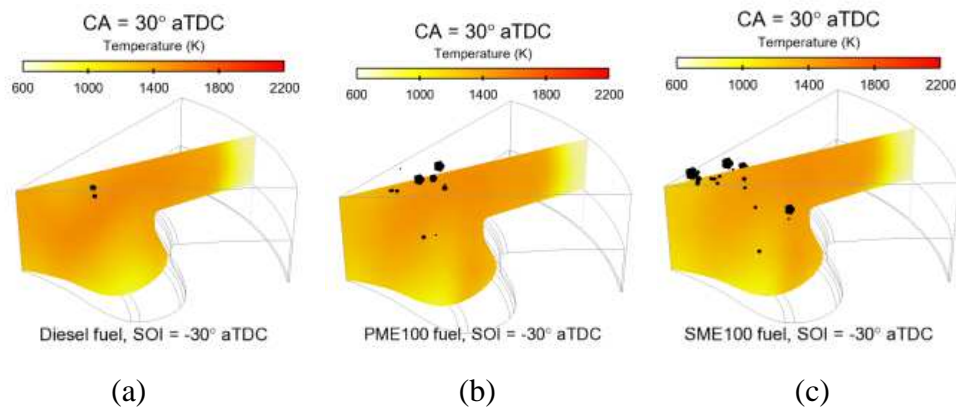 CA = 30° aTDC
Temperature (K)
600 1000 1400 1800 2200
Diesel fuel, SOI = -30° aTDC
(a)
CA = 30° aTDC
Temperature (K)
600 1000 1400 1800 2200
PME100 fuel, SOI = -30° aTDC
(b)
CA = 30° aTDC
Temperature (K)
600 1000 1400 1800 2200
SME100 fuel, SOI = -30° aTDC
(c)